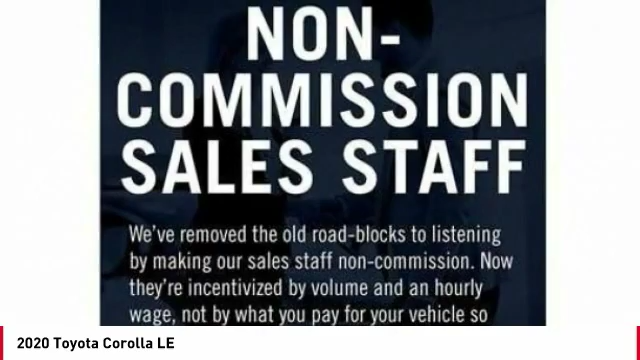 NON-
COMMISSION
SALES STAFF
We've removed the old road-blocks to listening
by making our sales staff non-commission. Now
they're incentivized by volume and an hourly
wage, not by what you pay for your vehicle so
2020 Toyota Corolla LE